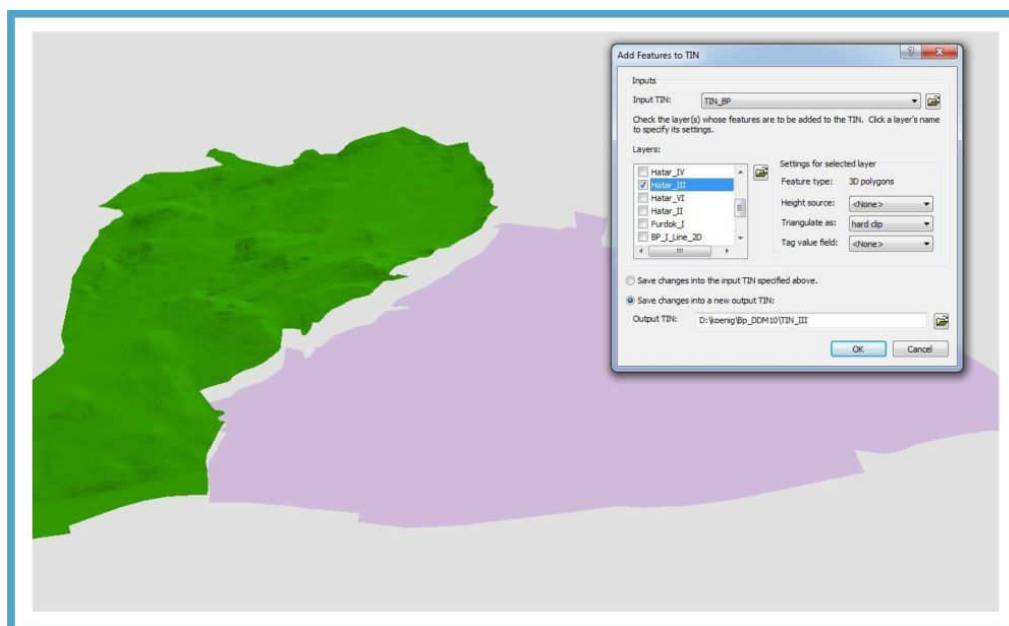 Add Features to TIN
Inputs
Input TIN: TIN_BP
Check the layer(s) whose features are to be added to the TIN. Click a layer's name
to specify its settings.
Layers:
Hatar_IV
Hatar_III
Hatar_VI
Hatar_II
Furdok_I
BP_I_Line_2D
Settings for selected layer
Feature type: 3D polygons
Height source: <None>
Triangulate as: hard clip
Tag value field: <None>
Save changes into the input TIN specified above.
Save changes into a new output TIN:
Output TIN: D:\koenig\Bp_DDM10\TIN_III
OK Cancel